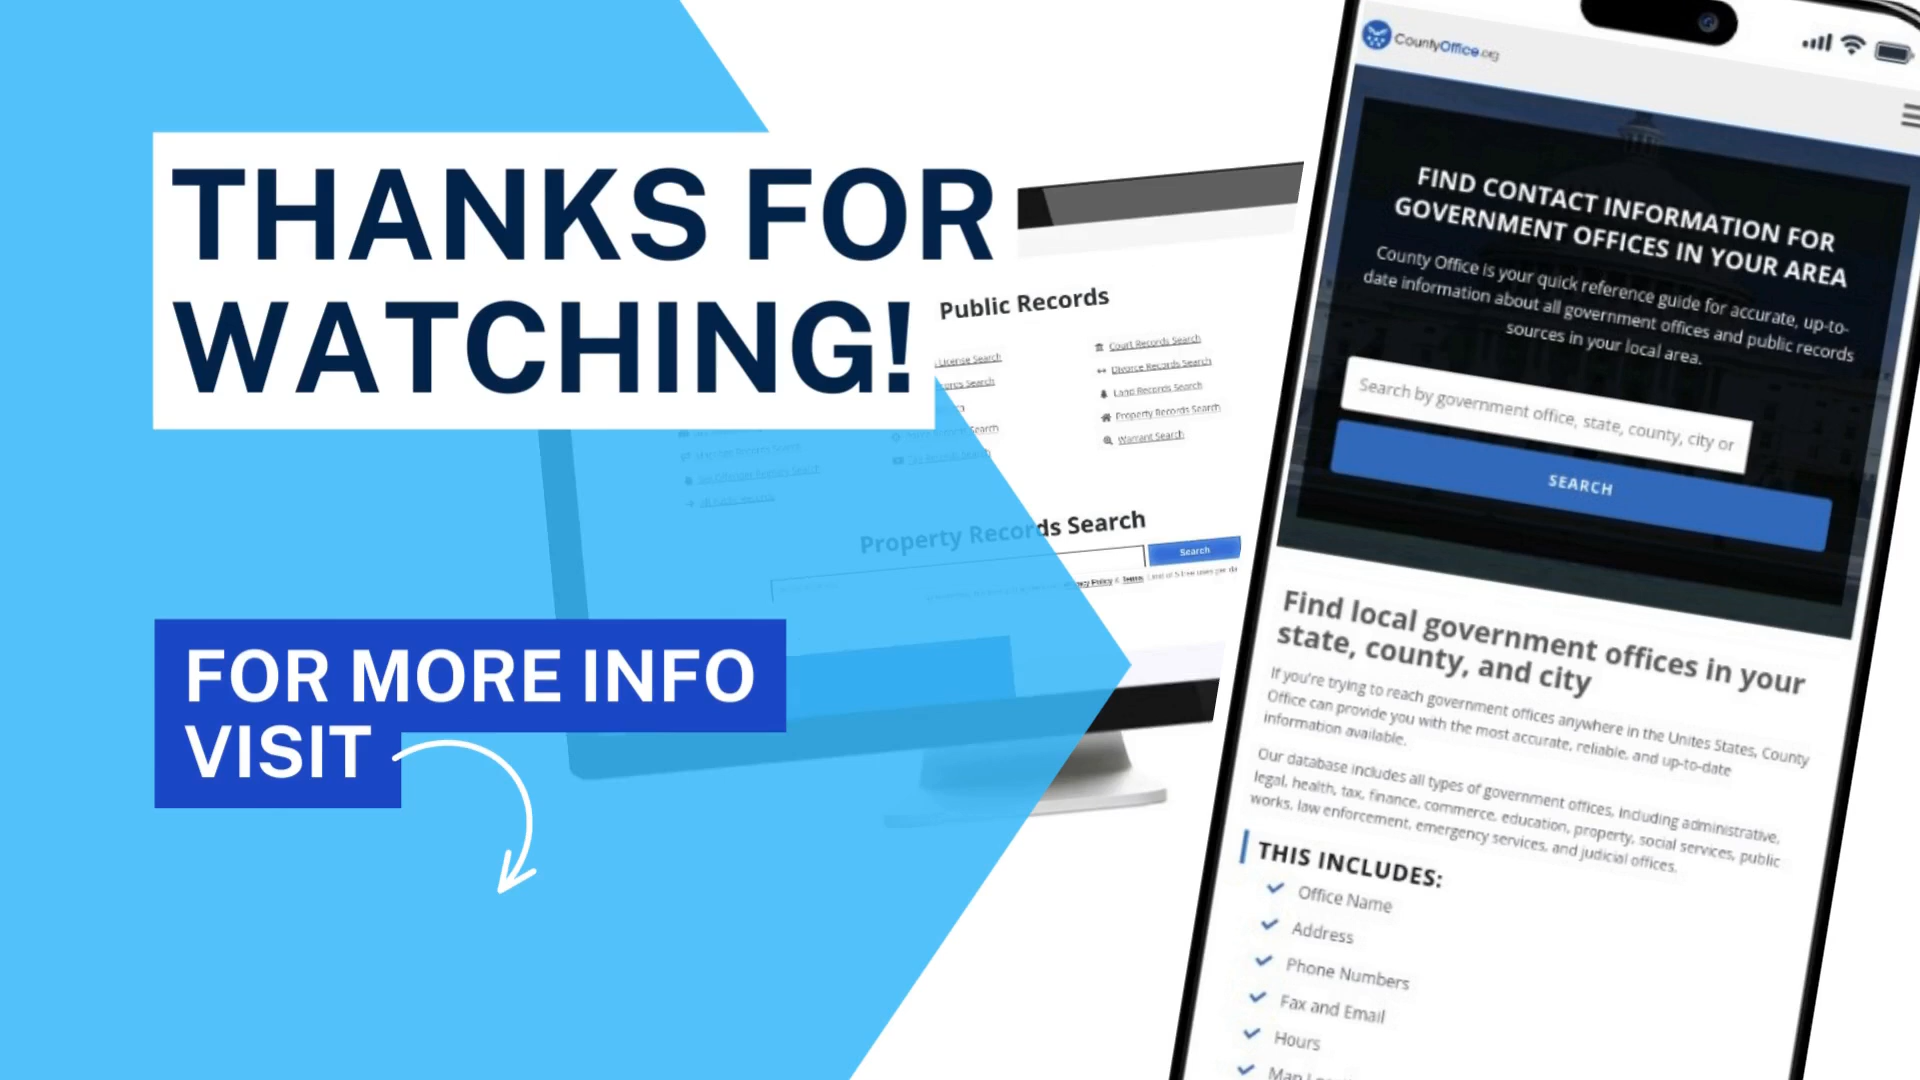 THANKS FOR
WATCHING!
FOR MORE INFO
VISIT
Public Records
License Search
Search
Search
Court Records Search
Divorce Records Search
Land Records Search
Property Records Search
Warrant Search
Property Records Search
Search
Policy & Terms
CountyOffice.org
FIND CONTACT INFORMATION FOR
GOVERNMENT OFFICES IN YOUR AREA
County Office is your quick reference guide for accurate, up-to-
date information about all government offices and public records
sources in your local area.
Search by government office, state, county, city or
SEARCH
Find local government offices in your
state, county, and city
If you're trying to reach government offices anywhere in the Unites States, County
Office can provide you with the most accurate, reliable, and up-to-date
information available.
Our database includes all types of government offices, including administrative,
legal, health, tax, finance, commerce, education, property, social services, public
works, law enforcement, emergency services, and judicial offices.
THIS INCLUDES:
Office Name
Address
Phone Numbers
Fax and Email
Hours